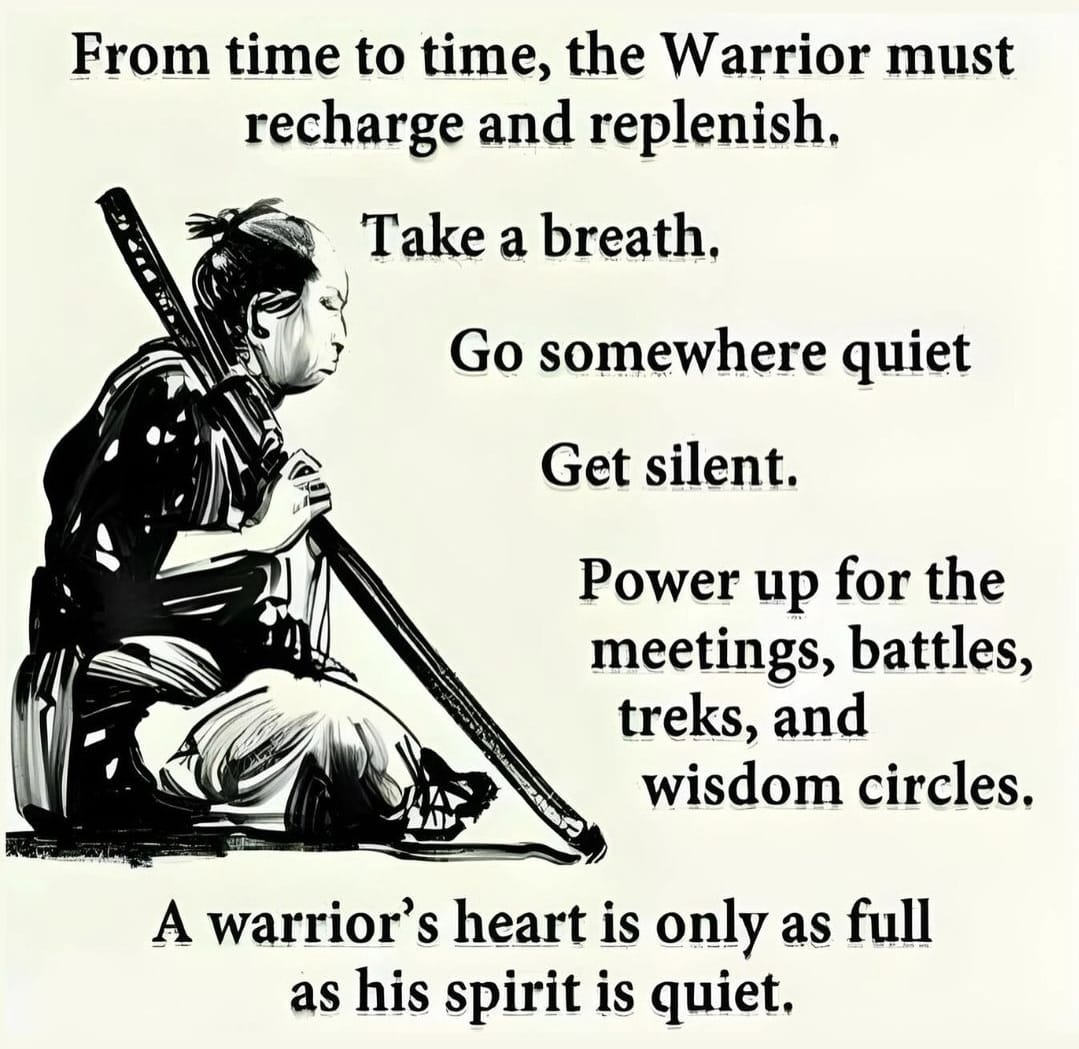 From time to time, the Warrior must
recharge and replenish.
Take a breath.
Go somewhere quiet
Get silent.
Power up for the
meetings, battles,
treks, and
wisdom circles.
A warrior’s heart is only as full
as his spirit is quiet.